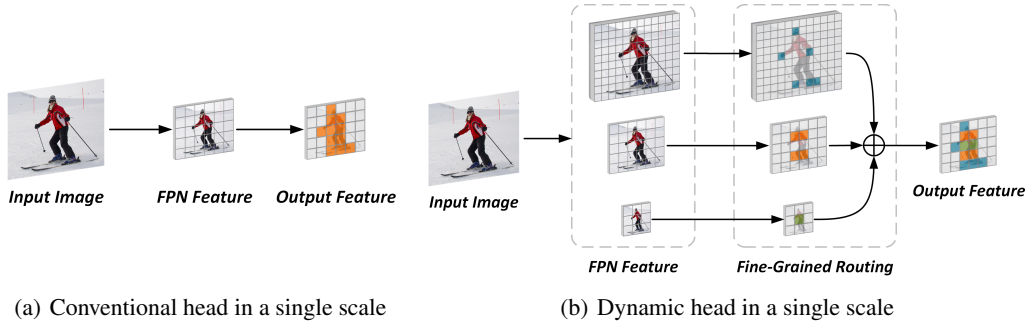 Input Image
FPN Feature
Output Feature
(a) Conventional head in a single scale
Input Image
FPN Feature
Fine-Grained Routing
Output Feature
(b) Dynamic head in a single scale